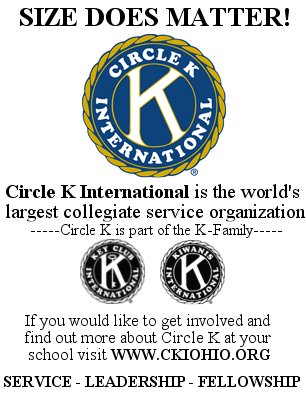 SIZE DOES MATTER!
CIRCLE K
K
INTERNATIONAL
®
Circle K International is the world's
largest collegiate service organization
-----Circle K is part of the K-Family-----
KEY CLUB
K
INTERNATIONAL
KIWANIS
K
INTERNATIONAL
If you would like to get involved and
find out more about Circle K at your
school visit WWW.CKIOHIO.ORG
SERVICE - LEADERSHIP - FELLOWSHIP